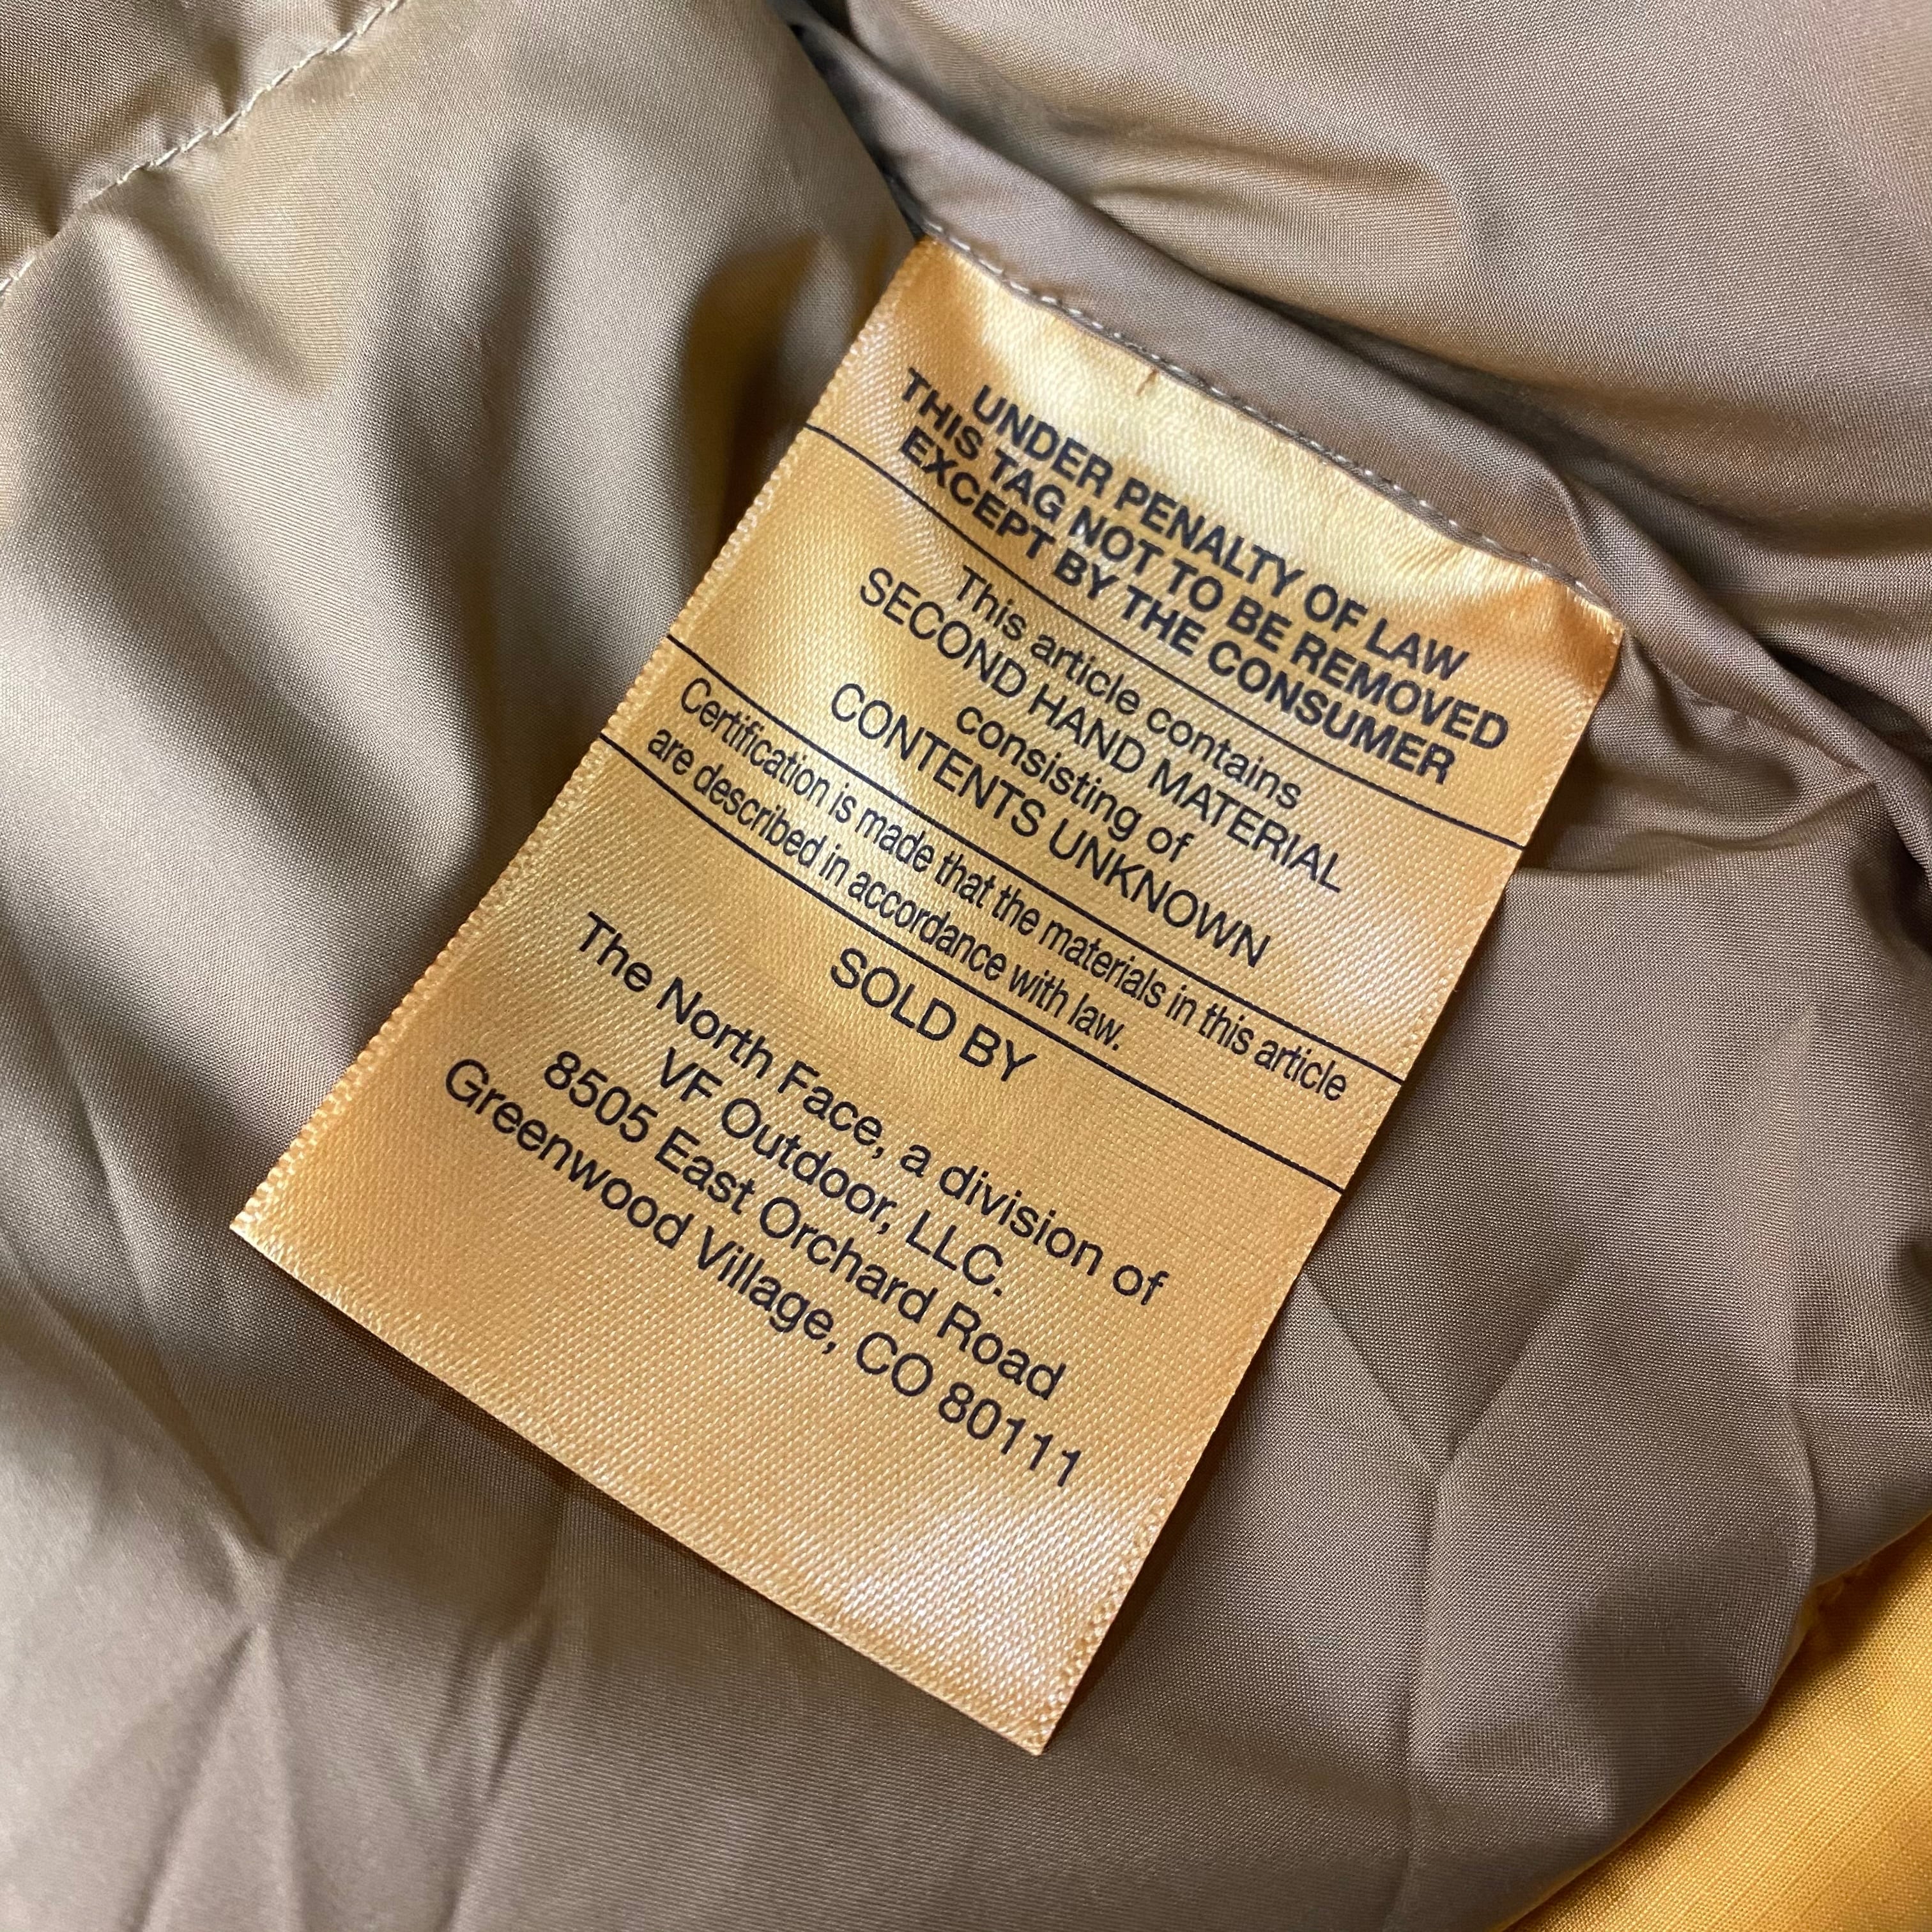 UNDER PENALTY OF LAW
THIS TAG NOT TO BE REMOVED
EXCEPT BY THE CONSUMER
This article contains
SECOND HAND MATERIAL
consisting of
CONTENTS UNKNOWN
Certification is made that the materials in this article
are described in accordance with law.
SOLD BY
The North Face, a division of
VF Outdoor, LLC.
8505 East Orchard Road
Greenwood Village, CO 80111